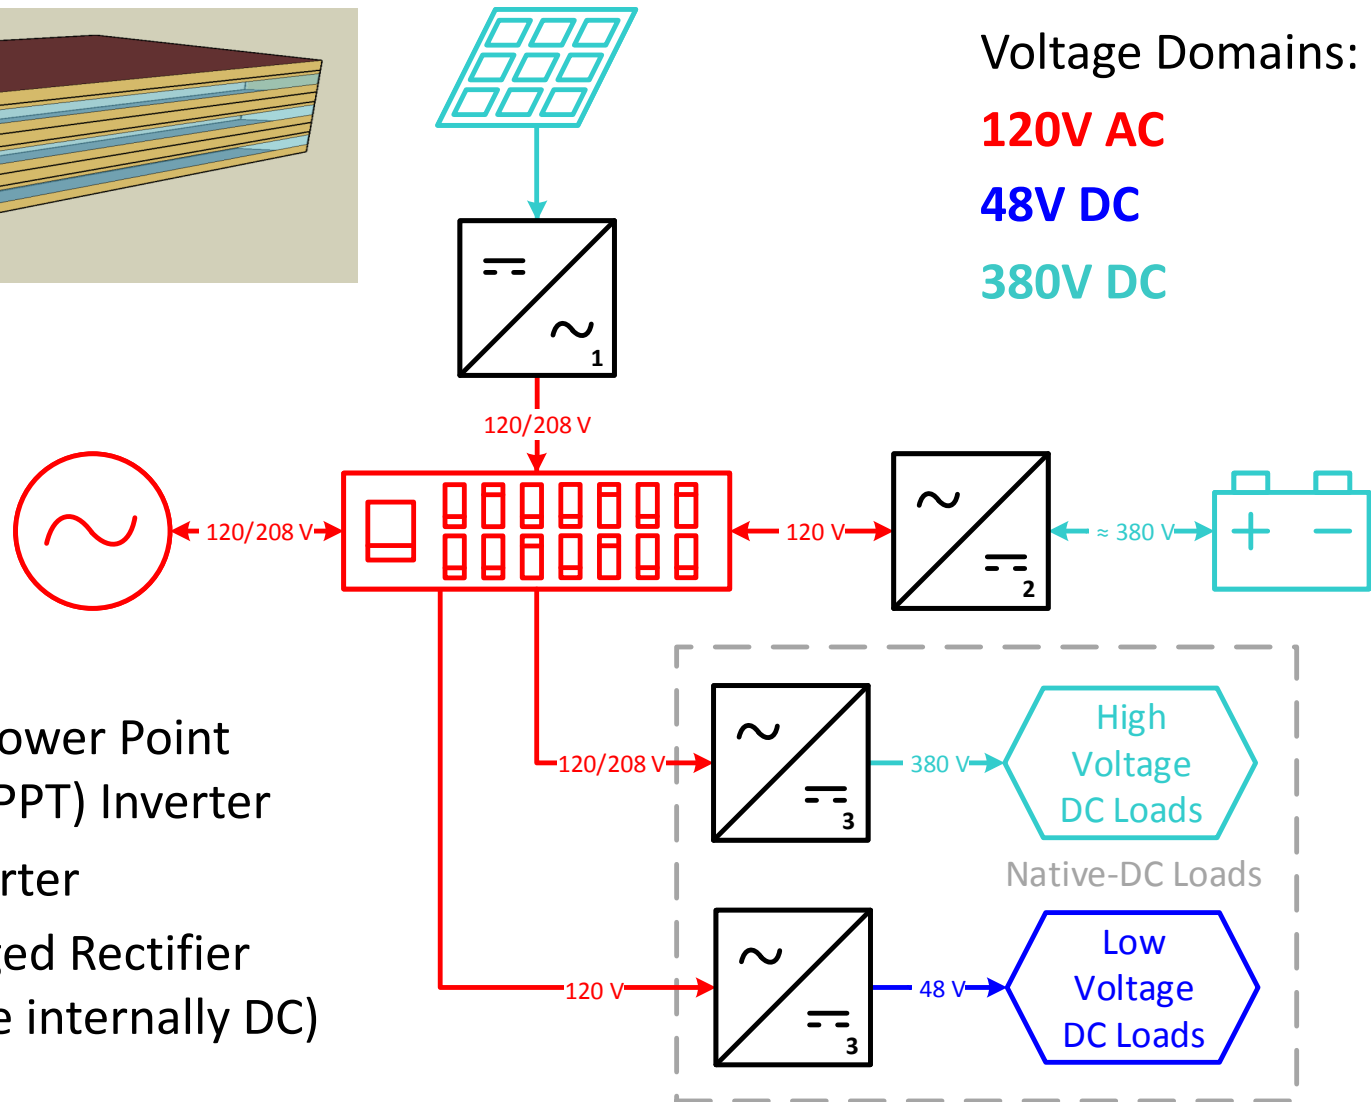 Voltage Domains:
120V AC
48V DC
380V DC
1
120/208 V
120/208 V
120 V
≈ 380 V
+ −
2
ower Point
PPT) Inverter
rter
ged Rectifier
e internally DC)
120/208 V
3
380 V
High
Voltage
DC Loads
Native-DC Loads
120 V
3
48 V
Low
Voltage
DC Loads